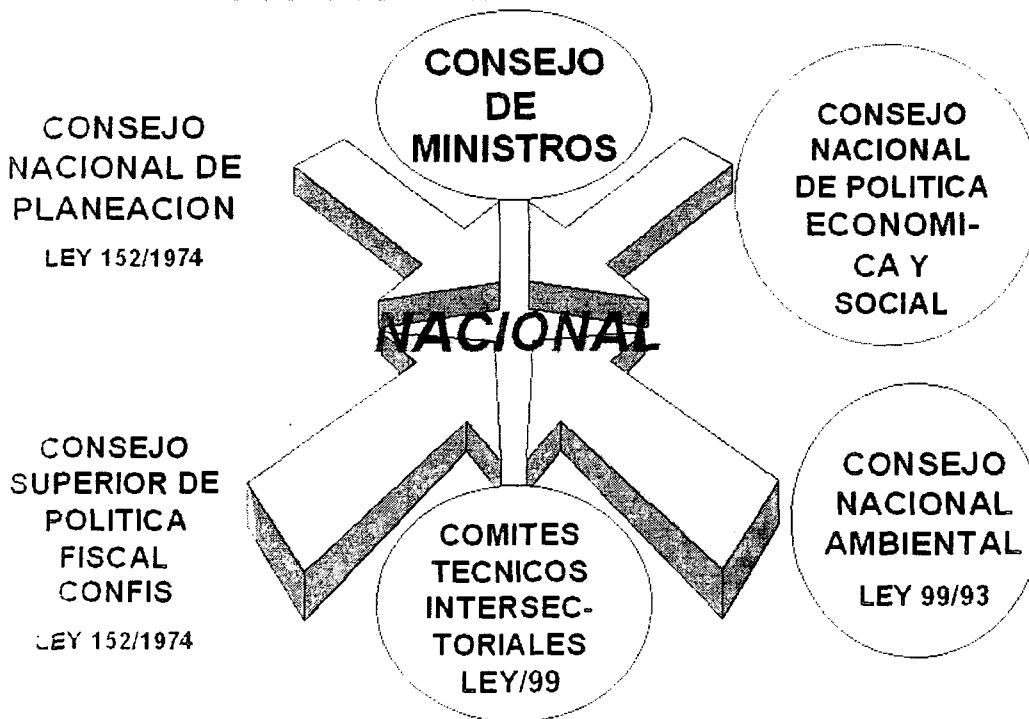 CONSEJO
DE
MINISTROS
CONSEJO
NACIONAL DE
PLANEACION
LEY 152/1974
CONSEJO
NACIONAL
DE POLITICA
ECONOMI-
CA Y
SOCIAL
NACIONAL
CONSEJO
SUPERIOR DE
POLITICA
FISCAL
CONFIS
LEY 152/1974
COMITES
TECNICOS
INTERSEC-
TORIALES
LEY/99
CONSEJO
NACIONAL
AMBIENTAL
LEY 99/93